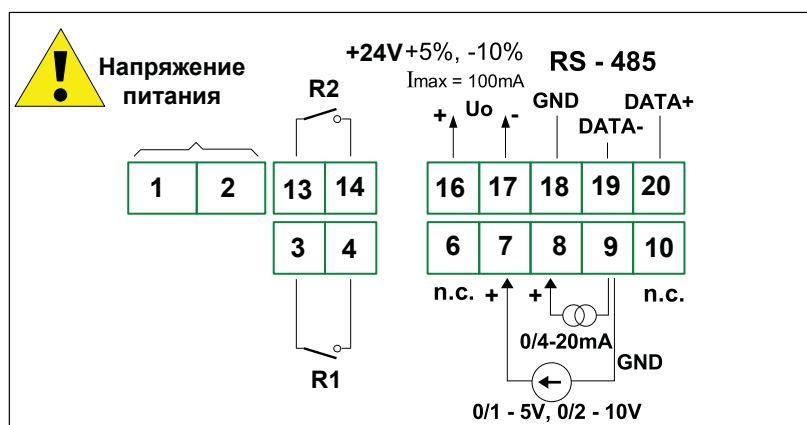 +24V +5%, -10%
Imax = 100mA
RS - 485
Напряжение
питания
R2
+ Uo -
GND
DATA-
DATA+
1 2 13 14 16 17 18 19 20
3 4 6 7 8 9 10
n.c. + + n.c.
0/4-20mA
GND
R1
0/1 - 5V, 0/2 - 10V